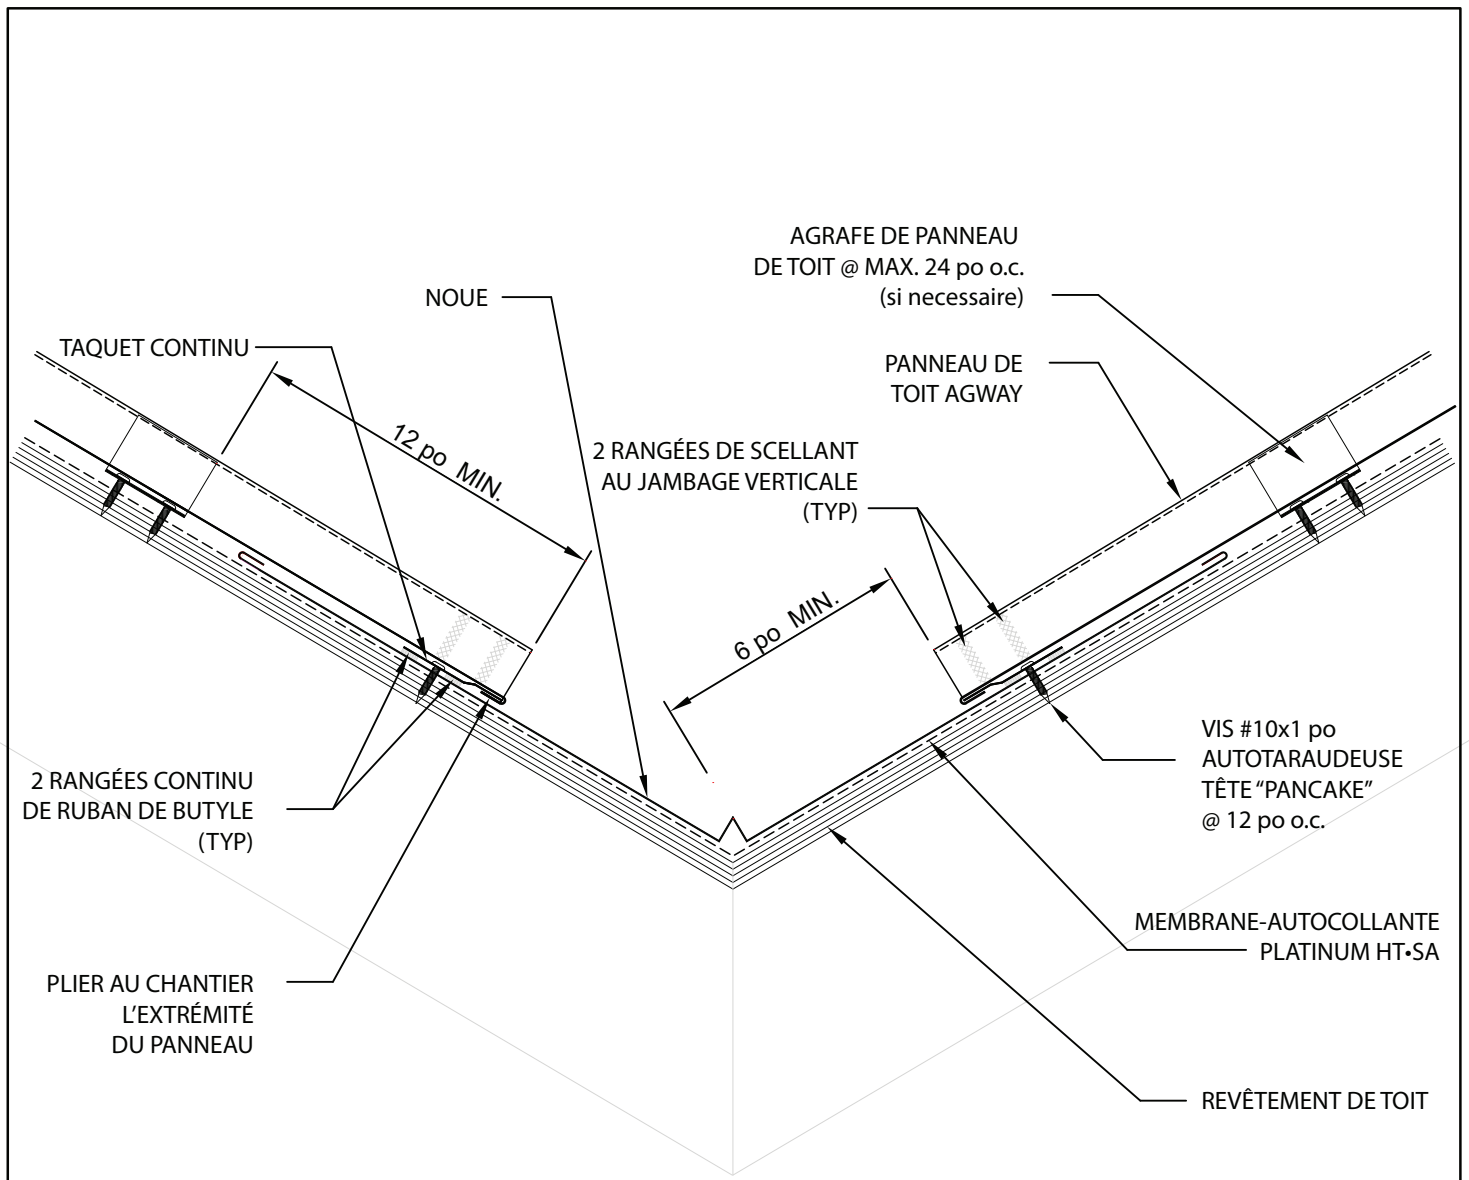 AGRAFE DE PANNEAU
DE TOIT @ MAX. 24 po o.c.
(si necessaire)
NOUE
TAQUET CONTINU
PANNEAU DE
TOIT AGWAY
12 po MIN.
2 RANGÉES DE SCELLANT
AU JAMBAGE VERTICALE
(TYP)
6 po MIN.
VIS #10x1 po
AUTOTARAUDEUSE
TÊTE "PANCAKE"
@ 12 po o.c.
2 RANGÉES CONTINU
DE RUBAN DE BUTYLE
(TYP)
MEMBRANE-AUTOCOLLANTE
PLATINUM HT•SA
PLIER AU CHANTIER
L'EXTRÉMITÉ
DU PANNEAU
REVÊTEMENT DE TOIT